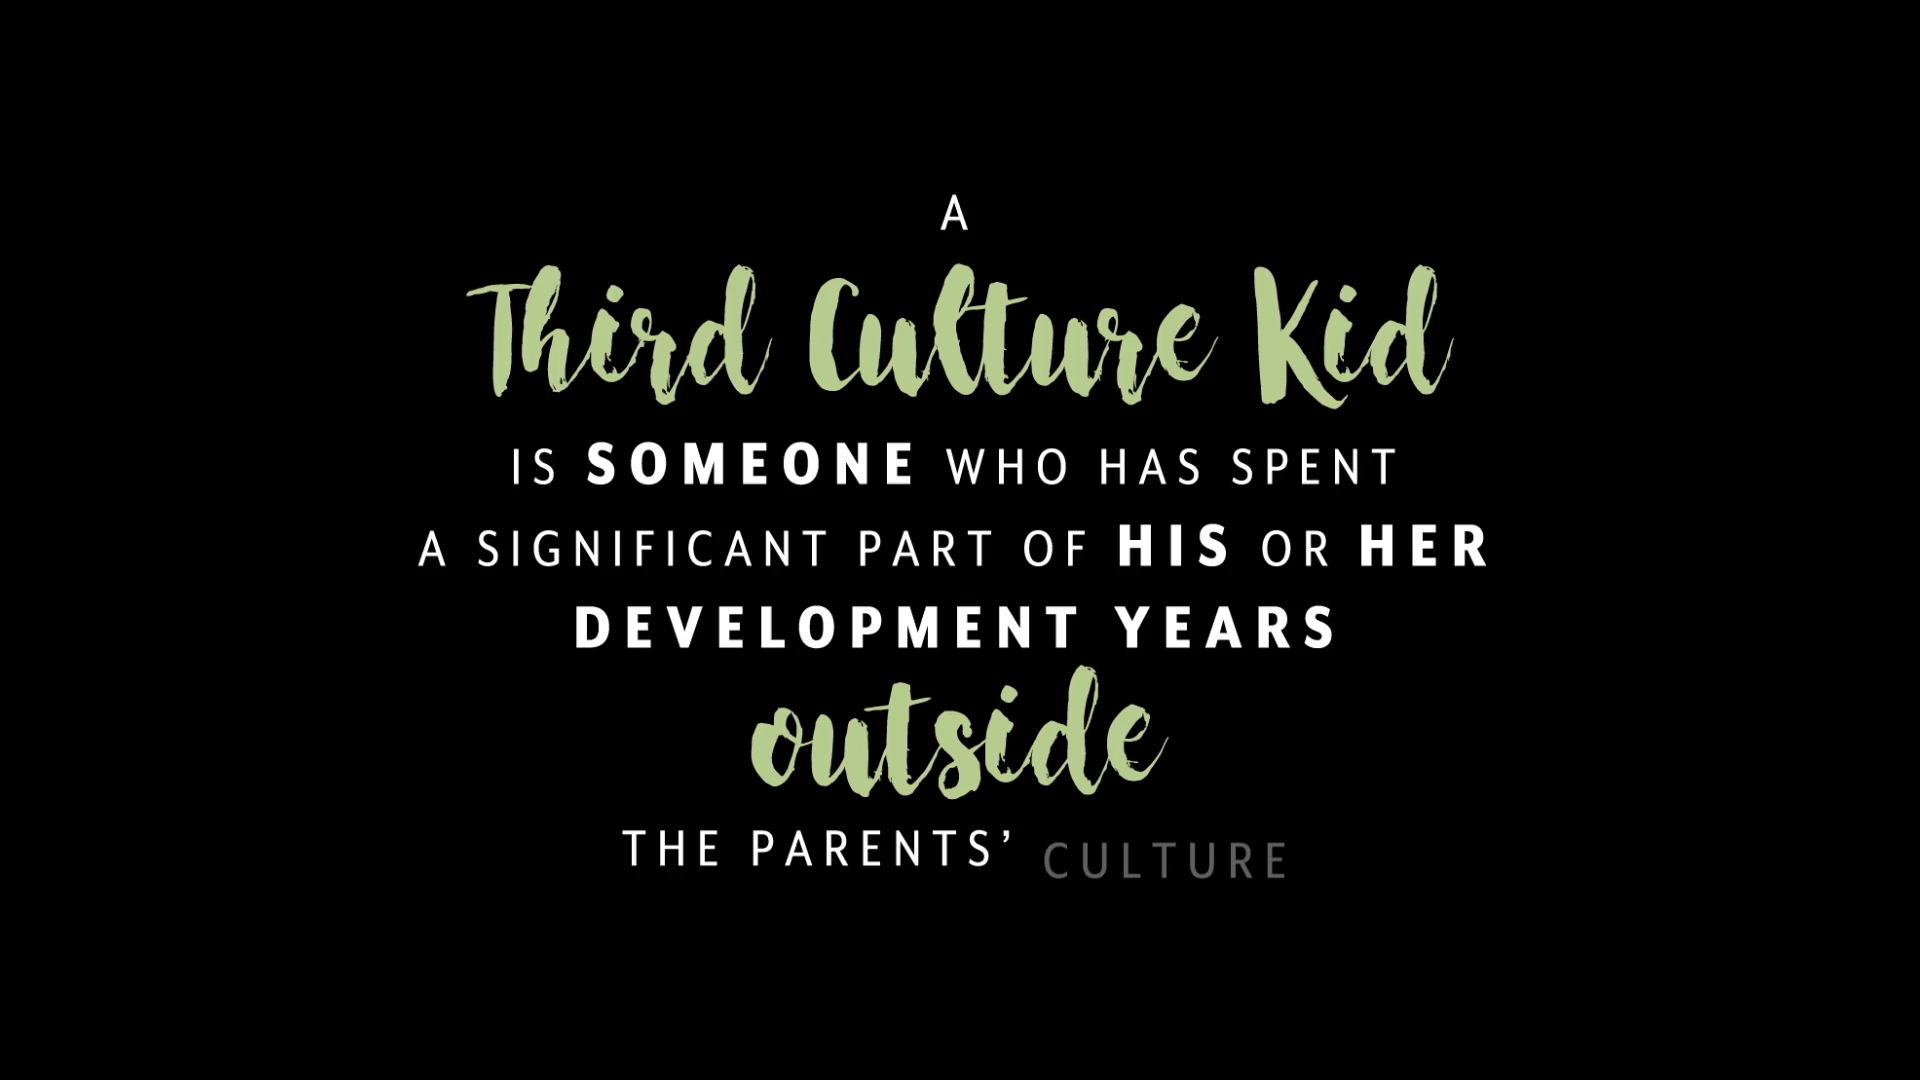 A
Third Culture Kid
IS SOMEONE WHO HAS SPENT
A SIGNIFICANT PART OF HIS OR HER
DEVELOPMENT YEARS
outside
THE PARENTS’ CULTURE